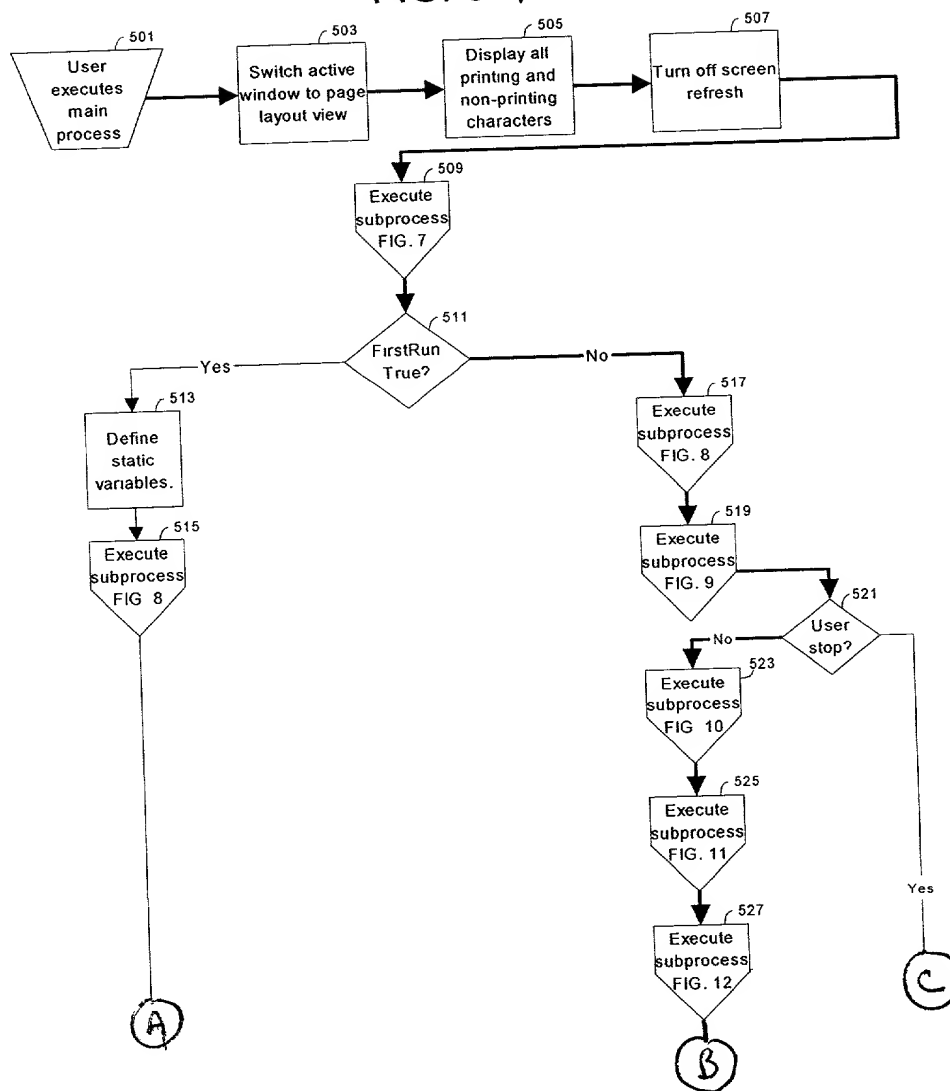 501
User
executes
main
process
503
Switch active
window to page
layout view
505
Display all
printing and
non-printing
characters
507
Turn off screen
refresh
509
Execute
subprocess
FIG. 7
511
FirstRun
True?
Yes
No
513
Define
static
variables.
515
Execute
subprocess
FIG 8
517
Execute
subprocess
FIG. 8
519
Execute
subprocess
FIG. 9
521
User
stop?
No
523
Execute
subprocess
FIG 10
525
Execute
subprocess
FIG. 11
Yes
527
Execute
subprocess
FIG. 12
A
B
C